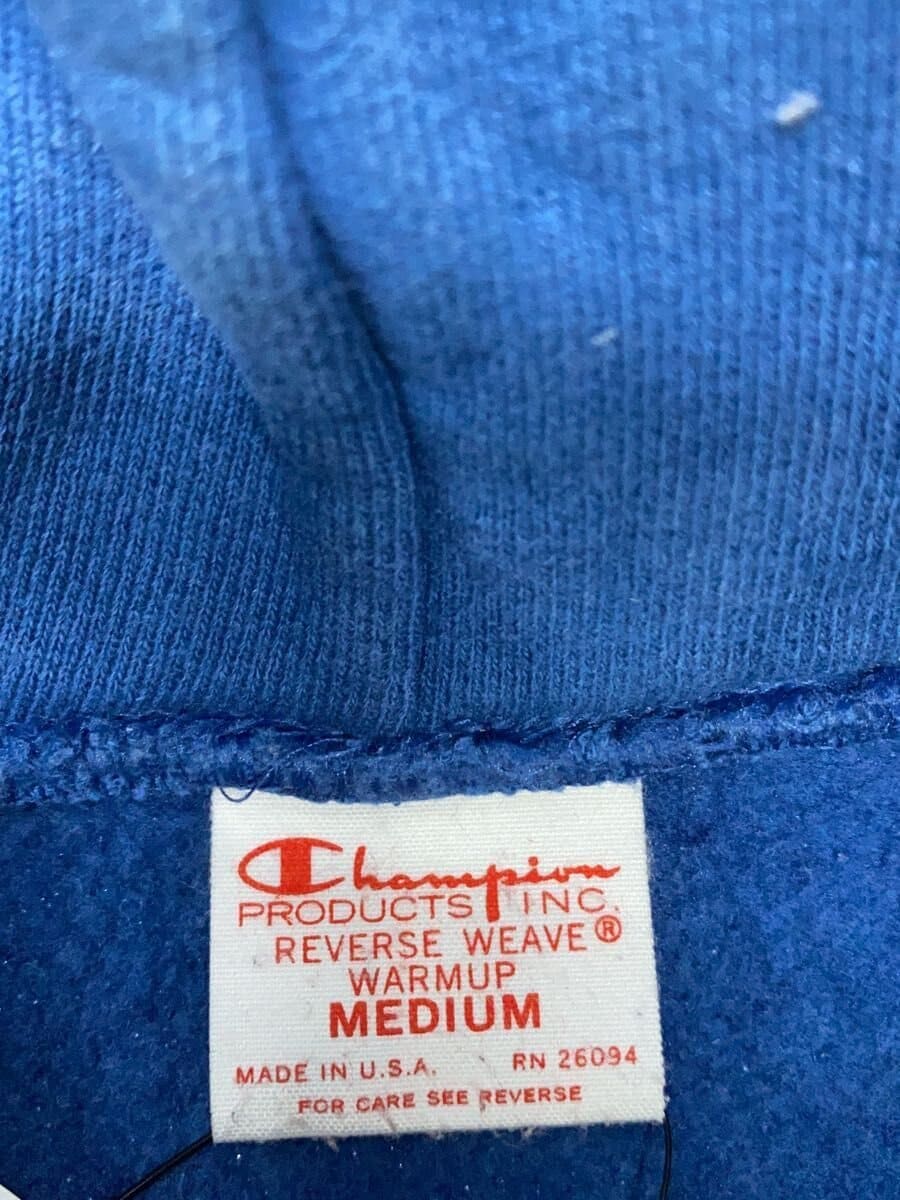 Champion
PRODUCTS INC.
REVERSE WEAVE®
WARMUP
MEDIUM
MADE IN U.S.A. RN 26094
FOR CARE SEE REVERSE